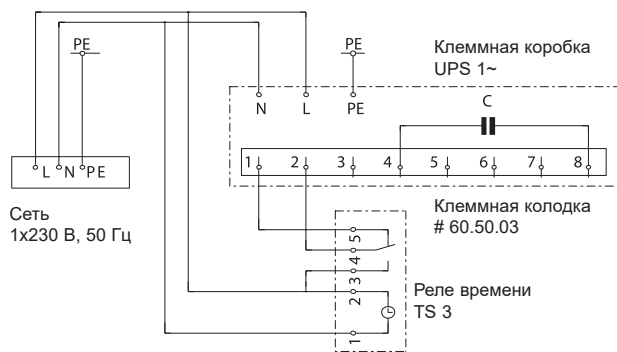 PE
PE
Клеммная коробка
UPS 1~
N L PE
C
1 2 3 4 5 6 7 8
L N PE
Сеть
1x230 В, 50 Гц
Клеммная колодка
# 60.50.03
5
4
3
2
1
Реле времени
TS 3